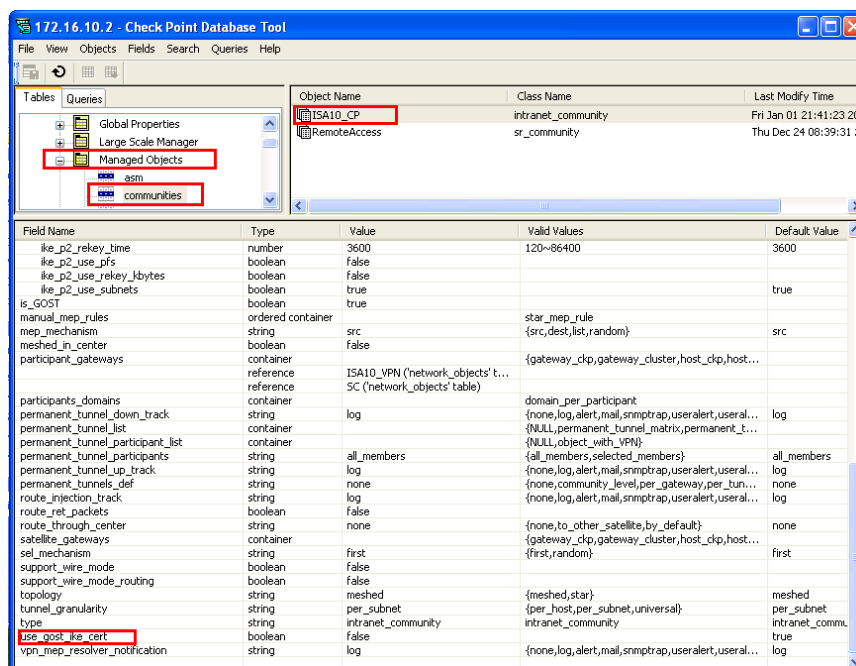 172.16.10.2 - Check Point Database Tool
File View Objects Fields Search Queries Help
Tables Queries
Global Properties
Large Scale Manager
Managed Objects
asm
communities
Object Name Class Name Last Modify Time
ISA10_CP intranet_community Fri Jan 01 21:41:23 20
RemoteAccess sr_community Thu Dec 24 08:39:31
Field Name Type Value Valid Values Default Value
ike_p2_rekey_time number 3600 120~86400 3600
ike_p2_use_pfs boolean false
ike_p2_use_rekey_kbytes boolean false
ike_p2_use_subnets boolean true true
is_GOST boolean true
manual_mep_rules ordered container star_mep_rule
mep_mechanism string src {src,dest,list,random} src
meshed_in_center boolean false
participant_gateways container {gateway_ckp,gateway_cluster,host_ckp,host...
reference ISA10_VPN ('network_objects' t...
reference SC ('network_objects' table)
participants_domains container domain_per_participant
permanent_tunnel_down_track string log {none,log,alert,mail,snmptrap,useralert,useral... log
permanent_tunnel_list container {NULL,permanent_tunnel_matrix,permanent_t...
permanent_tunnel_participant_list container {NULL,object_with_VPN}
permanent_tunnel_participants string all_members {all_members,selected_members} all_members
permanent_tunnel_up_track string log {none,log,alert,mail,snmptrap,useralert,useral... log
permanent_tunnels_def string none {none,community_level,per_gateway,per_tun... none
route_injection_track string log {none,log,alert,mail,snmptrap,useralert,useral... log
route_ret_packets boolean false
route_through_center string none {none,to_other_satellite,by_default} none
satellite_gateways container {gateway_ckp,gateway_cluster,host_ckp,host...
sel_mechanism string first {first,random} first
support_wire_mode boolean false
support_wire_mode_routing boolean false
topology string meshed {meshed,star} meshed
tunnel_granularity string per_subnet {per_host,per_subnet,universal} per_subnet
type string intranet_community intranet_community intranet_commu
use_gost_ike_cert boolean false true
vpn_mep_resolver_notification string log {none,log,alert,mail,snmptrap,useralert,useral... log